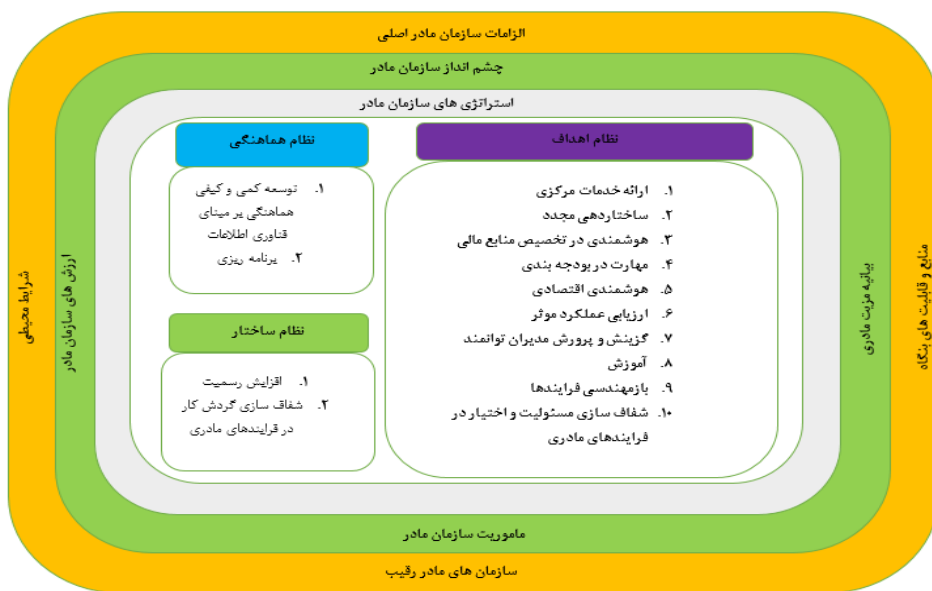 الزامات سازمان مادر اصلی
چشم انداز سازمان مادر
استراتژی های سازمان مادر
نظام اهداف
۱. ارائه خدمات مرکزی
۲. ساختاردهی مجدد
۳. هوشمندی در تخصیص منابع مالی
۴. مهارت در بودجه بندی
۵. هوشمندی اقتصادی
۶. ارزیابی عملکرد موثر
۷. گزینش و پرورش مدیران توانمند
۸. آموزش
۹. بازمهندسی فرایندها
۱۰. شفاف سازی مسئولیت و اختیار در
فرایندهای مادری
نظام هماهنگی
۱. توسعه کمی و کیفی
هماهنگی بر مبنای
فناوری اطلاعات
۲. برنامه ریزی
نظام ساختار
۱. افزایش رسمیت
۲. شفاف سازی گردش کار
در فرایندهای مادری
منابع و قابلیت های بنگاه
بیانیه مزیت مادری
ارزش های سازمان مادر
شرایط محیطی
ماموریت سازمان مادر
سازمان های مادر رقیب